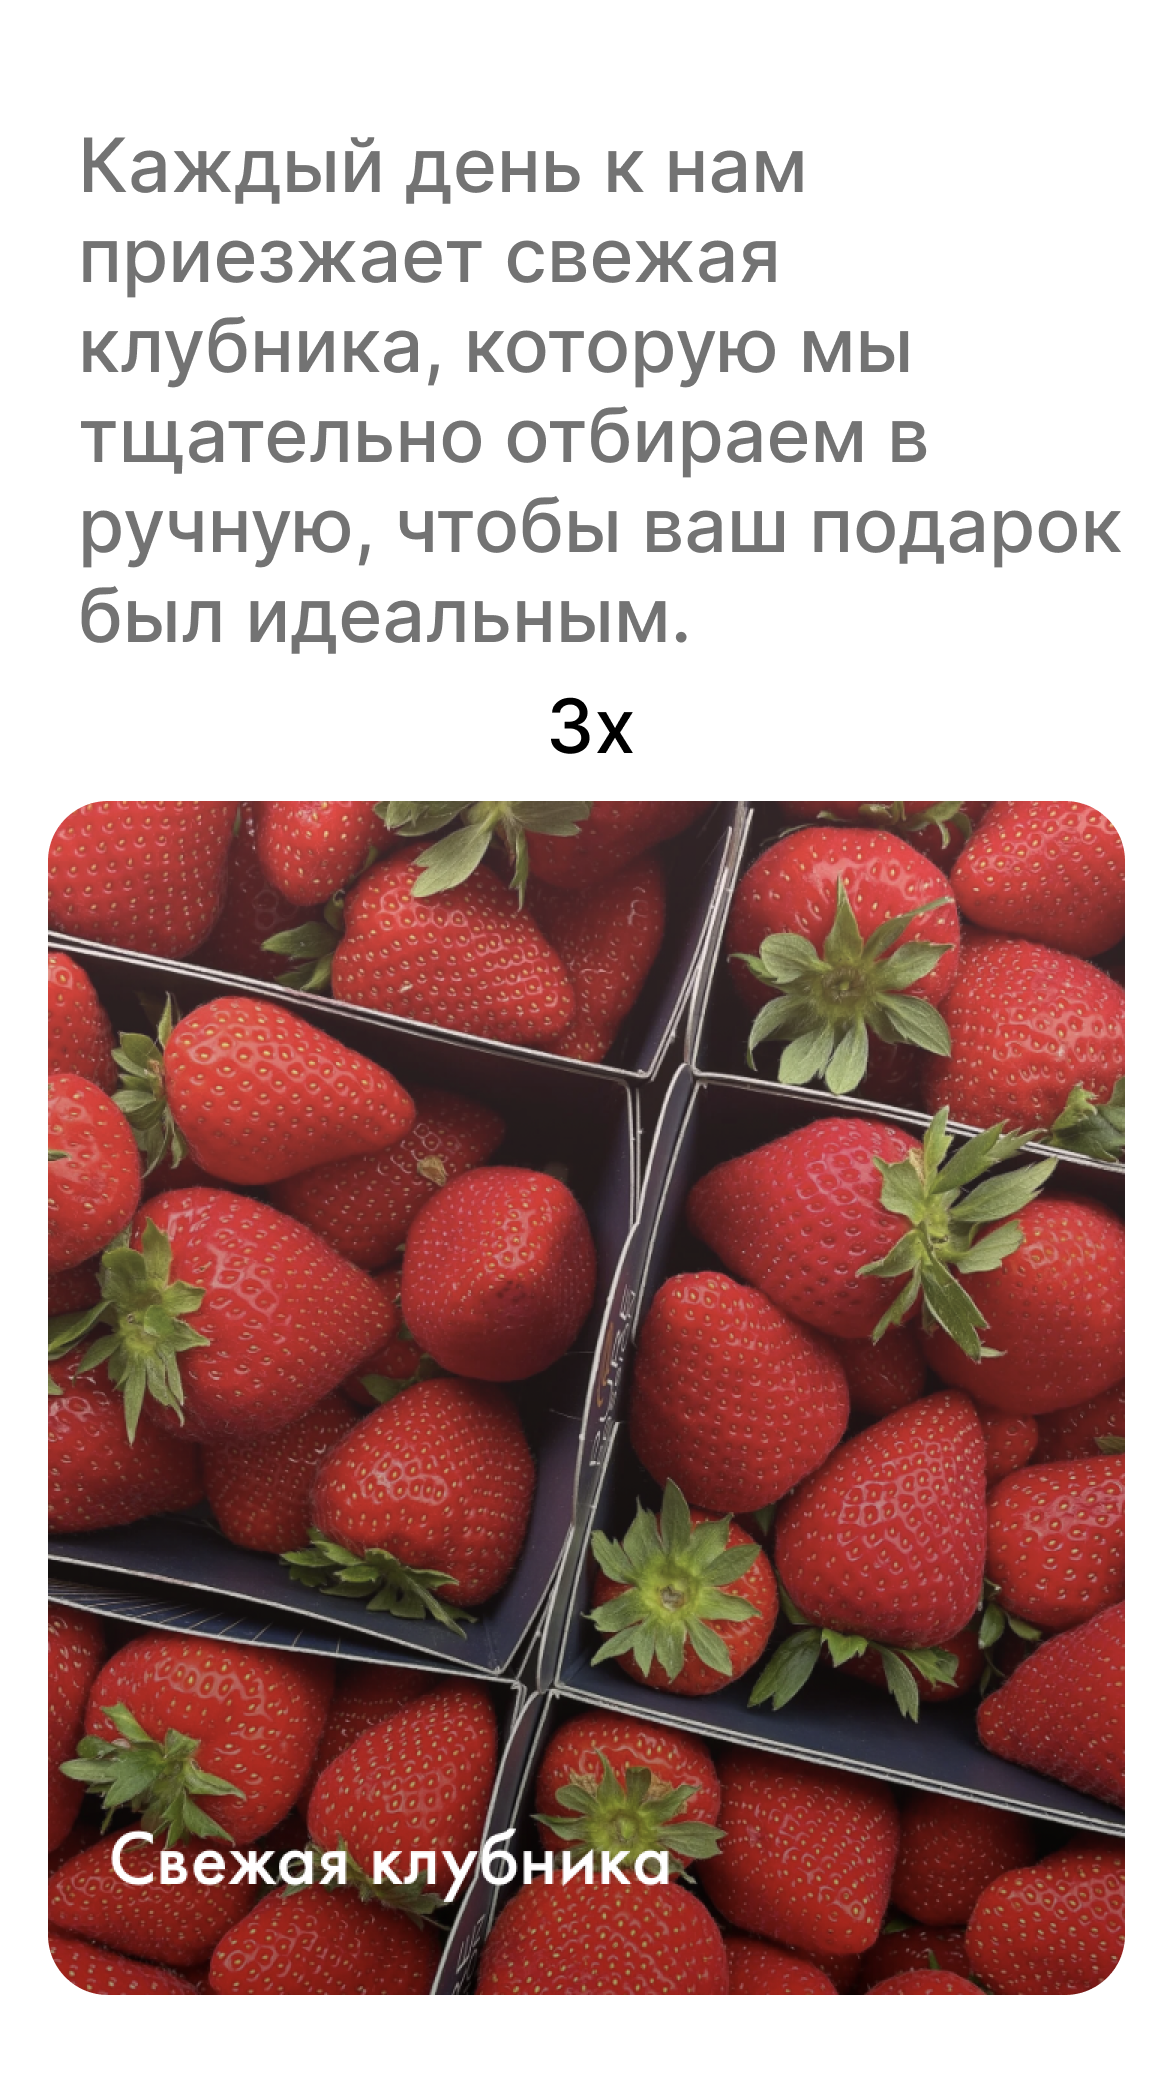 Каждый день к нам
приезжает свежая
клубника, которую мы
тщательно отбираем в
ручную, чтобы ваш подарок
был идеальным.
3x
Свежая клубника